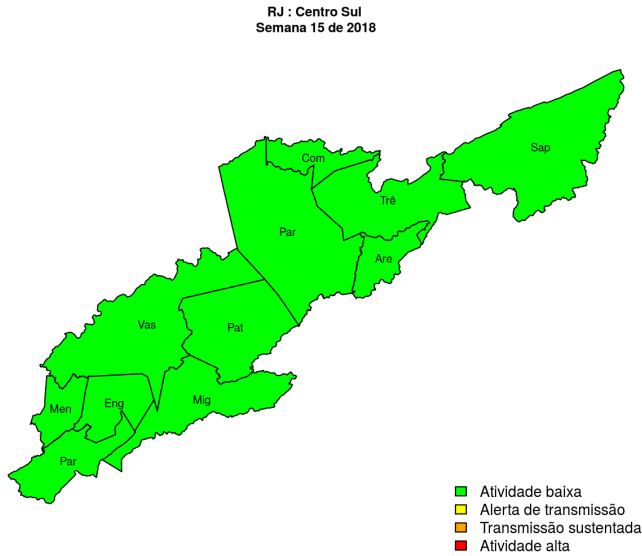 RJ : Centro Sul
Semana 15 de 2018
Sap
Com
Trê
Par
Are
Vas
Pat
Mig
Men
Eng
Par
Atividade baixa
Alerta de transmissão
Transmissão sustentada
Atividade alta